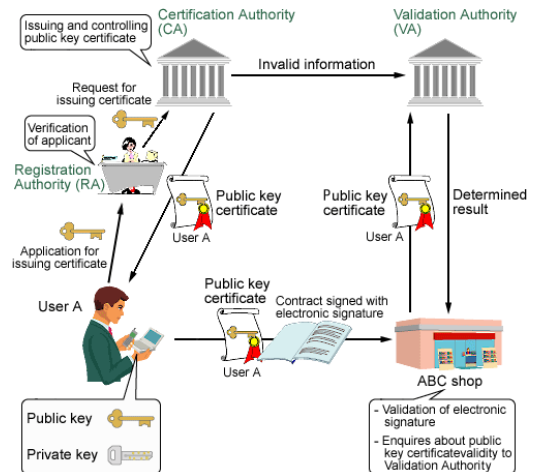 Certification Authority
(CA)
Validation Authority
(VA)
Issuing and controlling
public key certificate
Invalid information
Request for
issuing certificate
Verification
of applicant
Registration
Authority (RA)
Public key
certificate
User A
Public key
certificate
User A
Determined
result
Application for
issuing certificate
User A
Public key
certificate
User A
Contract signed with
electronic signature
ABC shop
Public key
Private key
- Validation of electronic
signature
- Enquires about public
key certificatevalidity to
Validation Authority